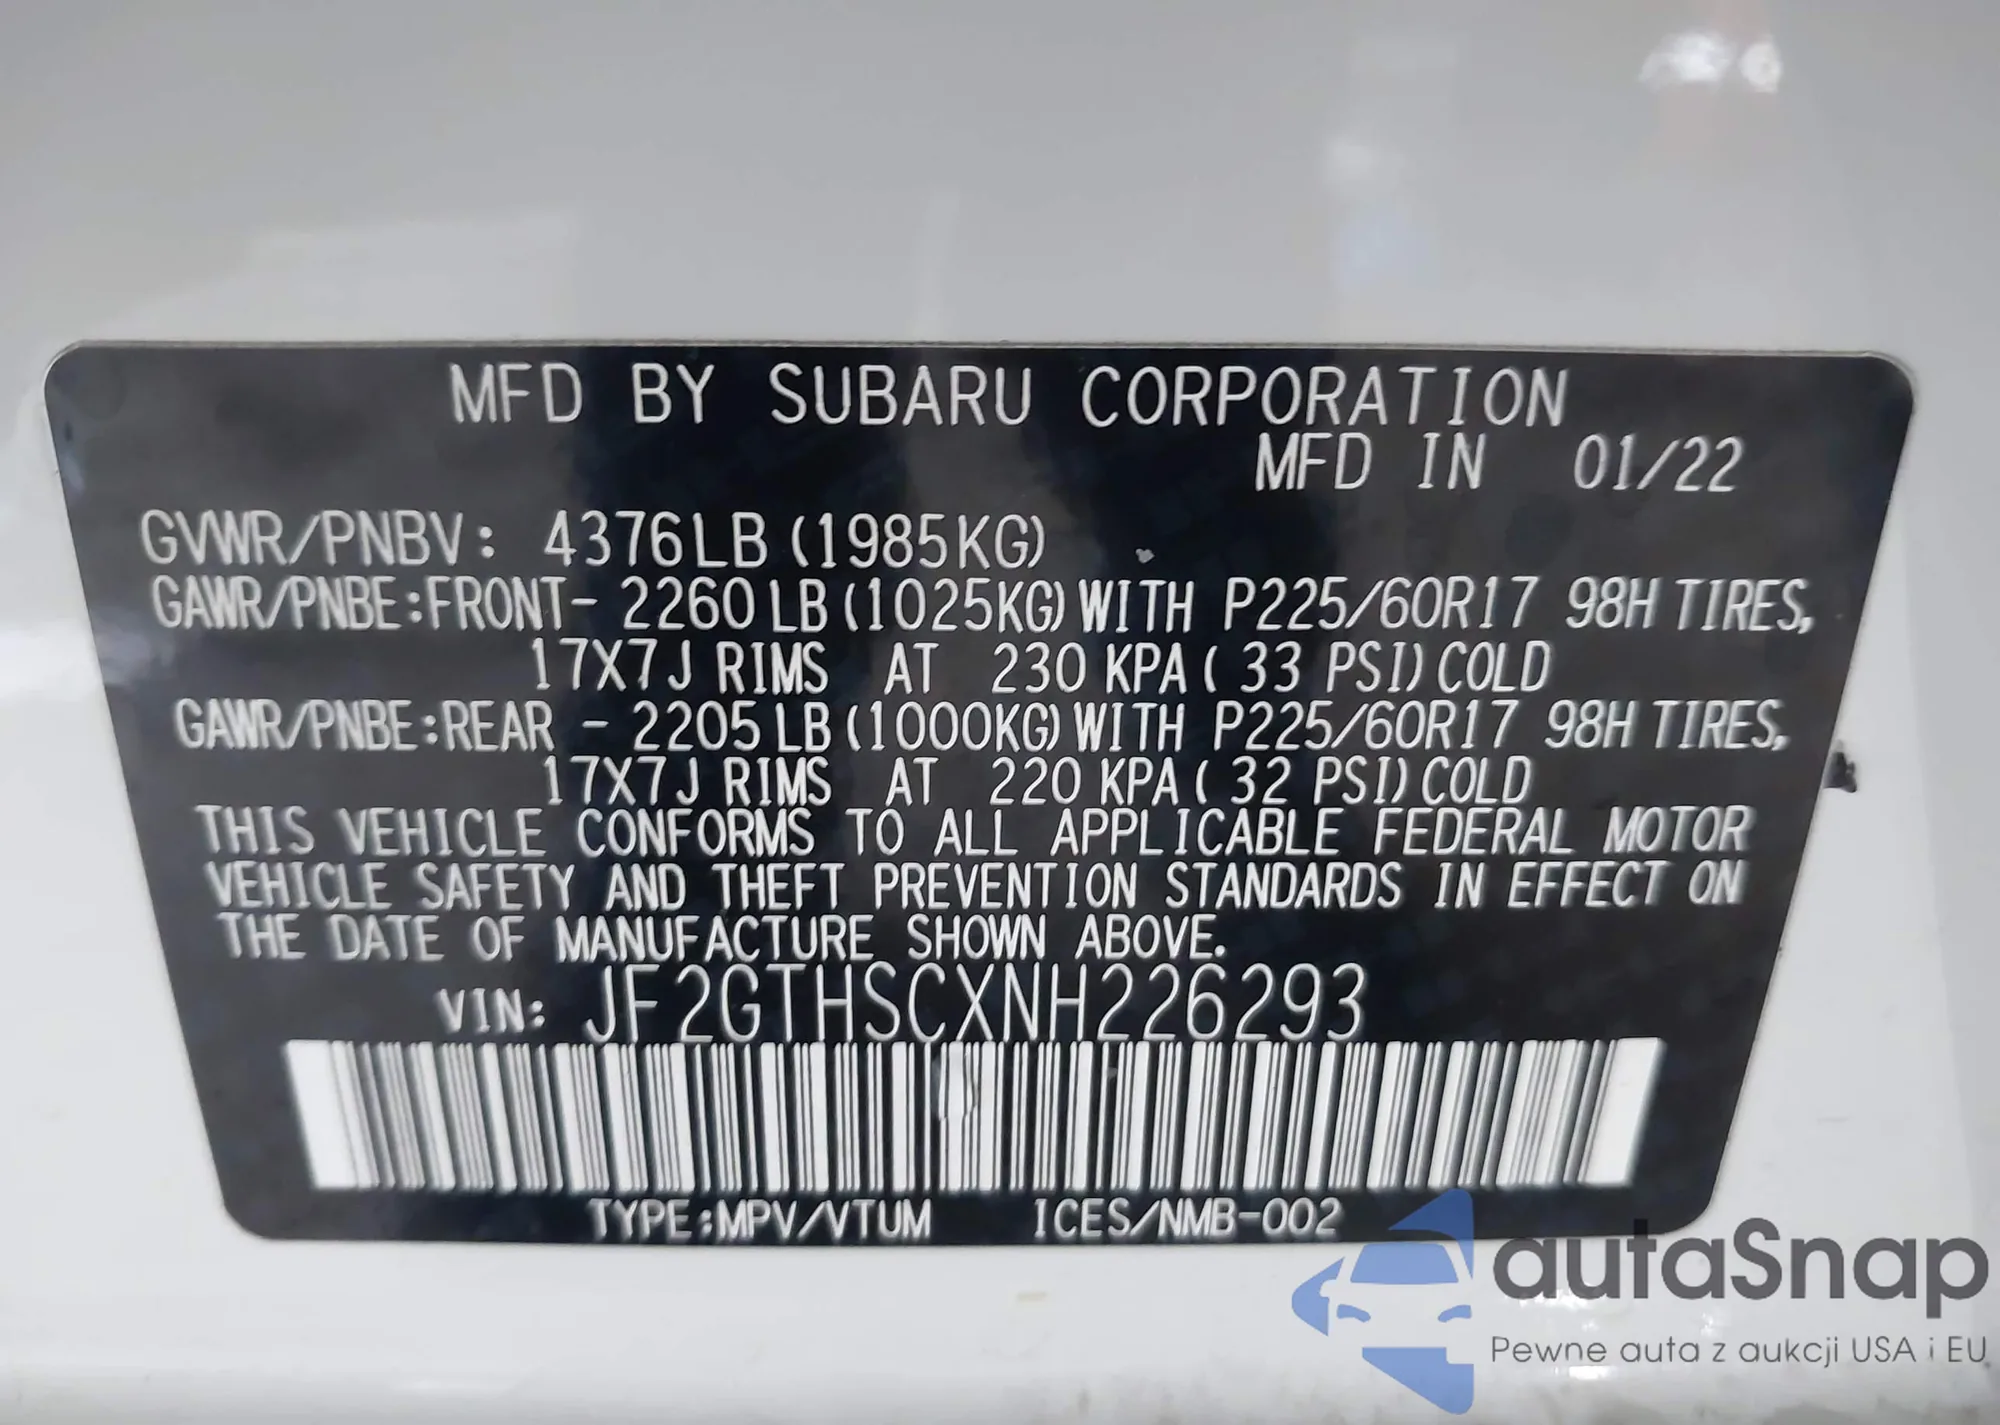 MFD BY SUBARU CORPORATION
MFD IN 01/22
GVWR/PNBV: 4376LB (1985KG)
GAWR/PNBE:FRONT- 2260LB (1025KG) WITH P225/60R17 98H TIRES,
17X7J RIMS AT 230 KPA ( 33 PSI) COLD
GAWR/PNBE:REAR - 2205LB (1000KG) WITH P225/60R17 98H TIRES,
17X7J RIMS AT 220 KPA ( 32 PSI) COLD
THIS VEHICLE CONFORMS TO ALL APPLICABLE FEDERAL MOTOR
VEHICLE SAFETY AND THEFT PREVENTION STANDARDS IN EFFECT ON
THE DATE OF MANUFACTURE SHOWN ABOVE.
VIN: JF2GTHSCXNH226293
TYPE:MPV/VTUM ICES/NMB-002
autaSnap
Pewne auta z aukcji USA i EU